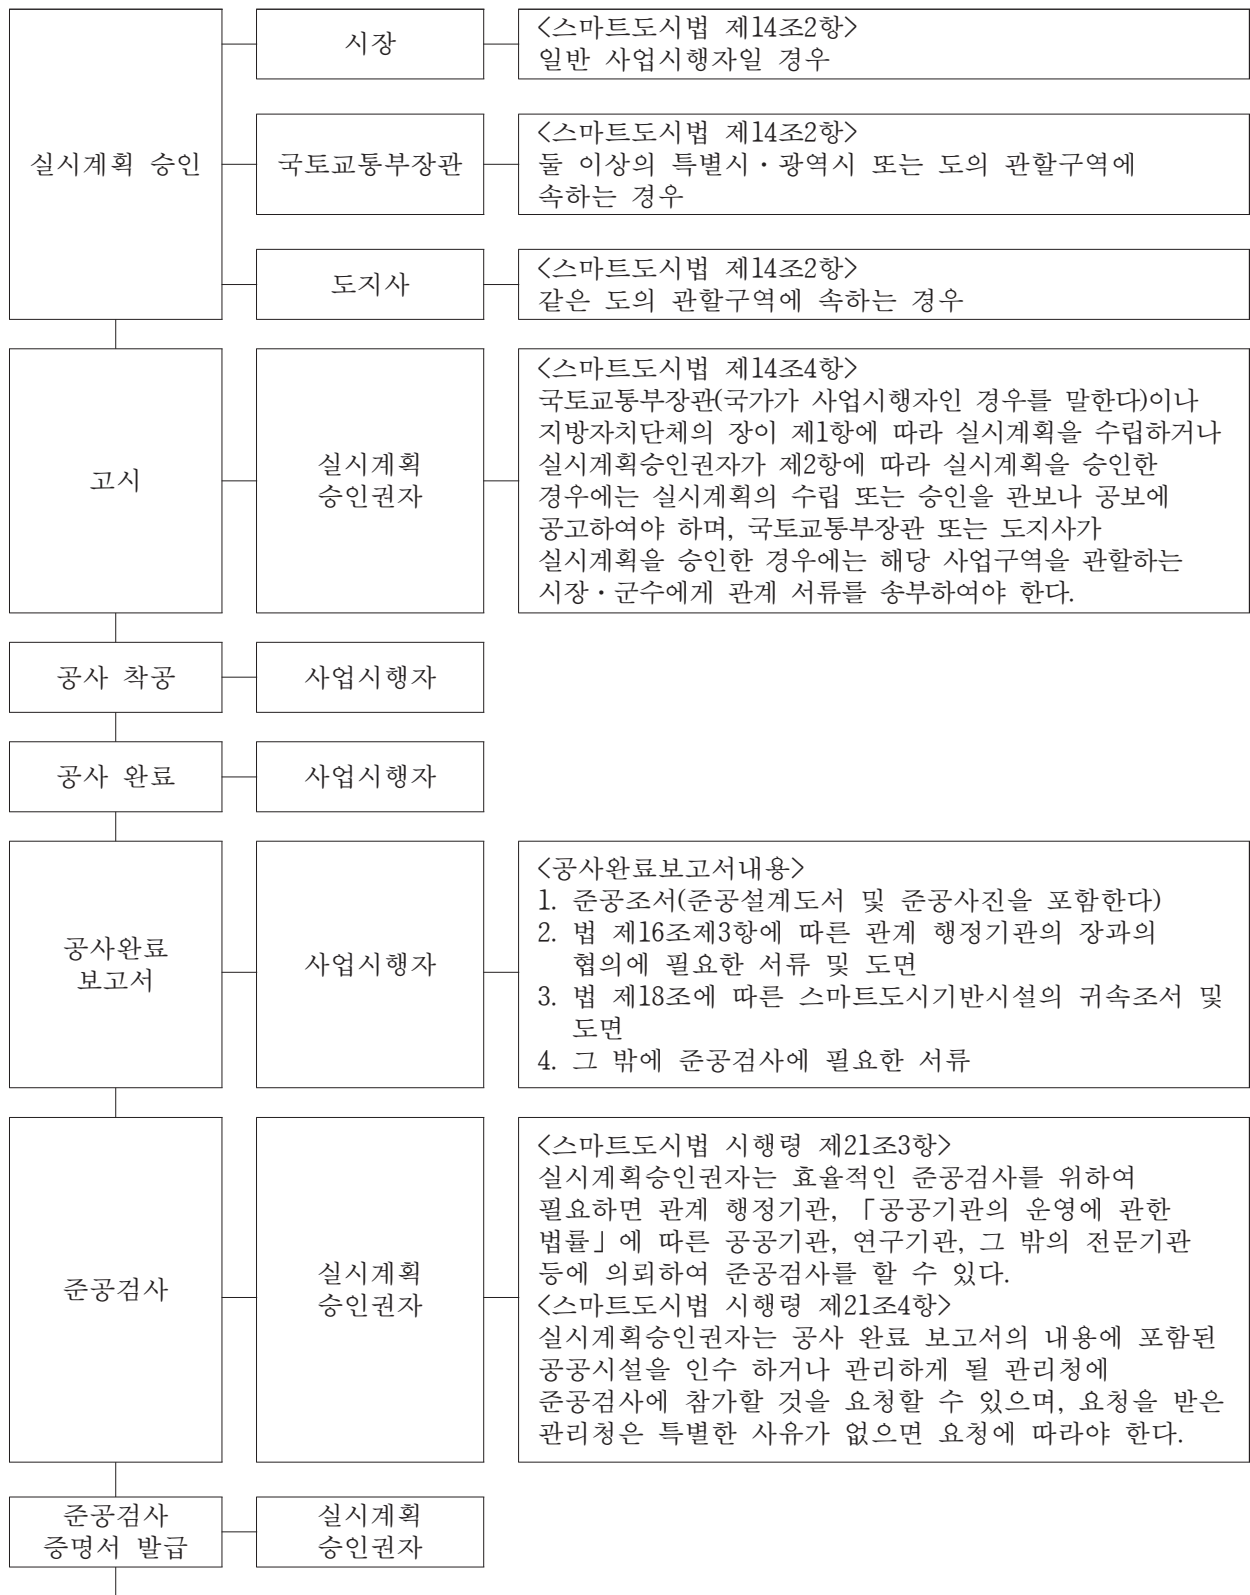 실시계획 승인
시장
<스마트도시법 제14조2항>
일반 사업시행자일 경우
국토교통부장관
<스마트도시법 제14조2항>
둘 이상의 특별시·광역시 또는 도의 관할구역에
속하는 경우
도지사
<스마트도시법 제14조2항>
같은 도의 관할구역에 속하는 경우
고시
실시계획
승인권자
<스마트도시법 제14조4항>
국토교통부장관(국가가 사업시행자인 경우를 말한다)이나
지방자치단체의 장이 제1항에 따라 실시계획을 수립하거나
실시계획승인권자가 제2항에 따라 실시계획을 승인한
경우에는 실시계획의 수립 또는 승인을 관보나 공보에
공고하여야 하며, 국토교통부장관 또는 도지사가
실시계획을 승인한 경우에는 해당 사업구역을 관할하는
시장·군수에게 관계 서류를 송부하여야 한다.
공사 착공
사업시행자
공사 완료
사업시행자
공사완료
보고서
사업시행자
<공사완료보고서내용>
1. 준공조서(준공설계도서 및 준공사진을 포함한다)
2. 법 제16조제3항에 따른 관계 행정기관의 장과의
협의에 필요한 서류 및 도면
3. 법 제18조에 따른 스마트도시기반시설의 귀속조서 및
도면
4. 그 밖에 준공검사에 필요한 서류
준공검사
실시계획
승인권자
<스마트도시법 시행령 제21조3항>
실시계획승인권자는 효율적인 준공검사를 위하여
필요하면 관계 행정기관, 「공공기관의 운영에 관한
법률」에 따른 공공기관, 연구기관, 그 밖의 전문기관
등에 의뢰하여 준공검사를 할 수 있다.
<스마트도시법 시행령 제21조4항>
실시계획승인권자는 공사 완료 보고서의 내용에 포함된
공공시설을 인수 하거나 관리하게 될 관리청에
준공검사에 참가할 것을 요청할 수 있으며, 요청을 받은
관리청은 특별한 사유가 없으면 요청에 따라야 한다.
준공검사
증명서 발급
실시계획
승인권자